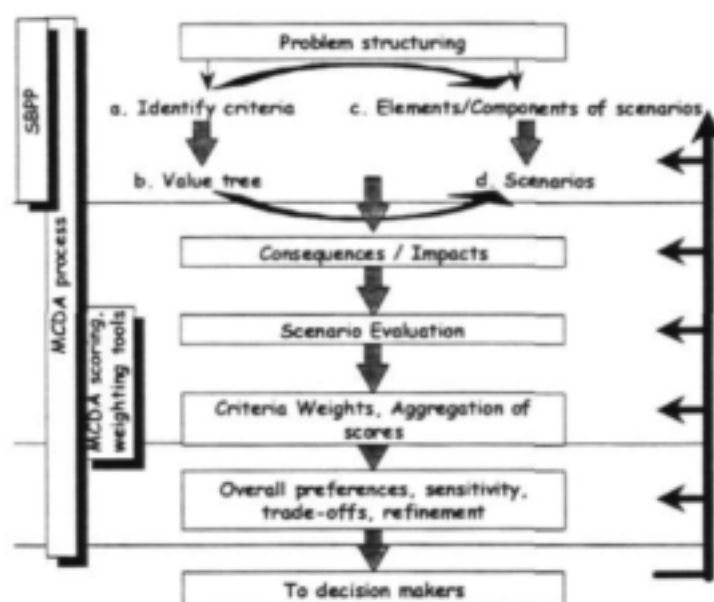 Problem structuring
SBPP
a. Identify criteria
c. Elements/Components of scenarios
b. Value tree
d. Scenarios
MCDA process
Consequences / Impacts
MCDA scoring,
weighting tools
Scenario Evaluation
Criteria Weights, Aggregation of
scores
Overall preferences, sensitivity,
trade-offs, refinement
To decision makers